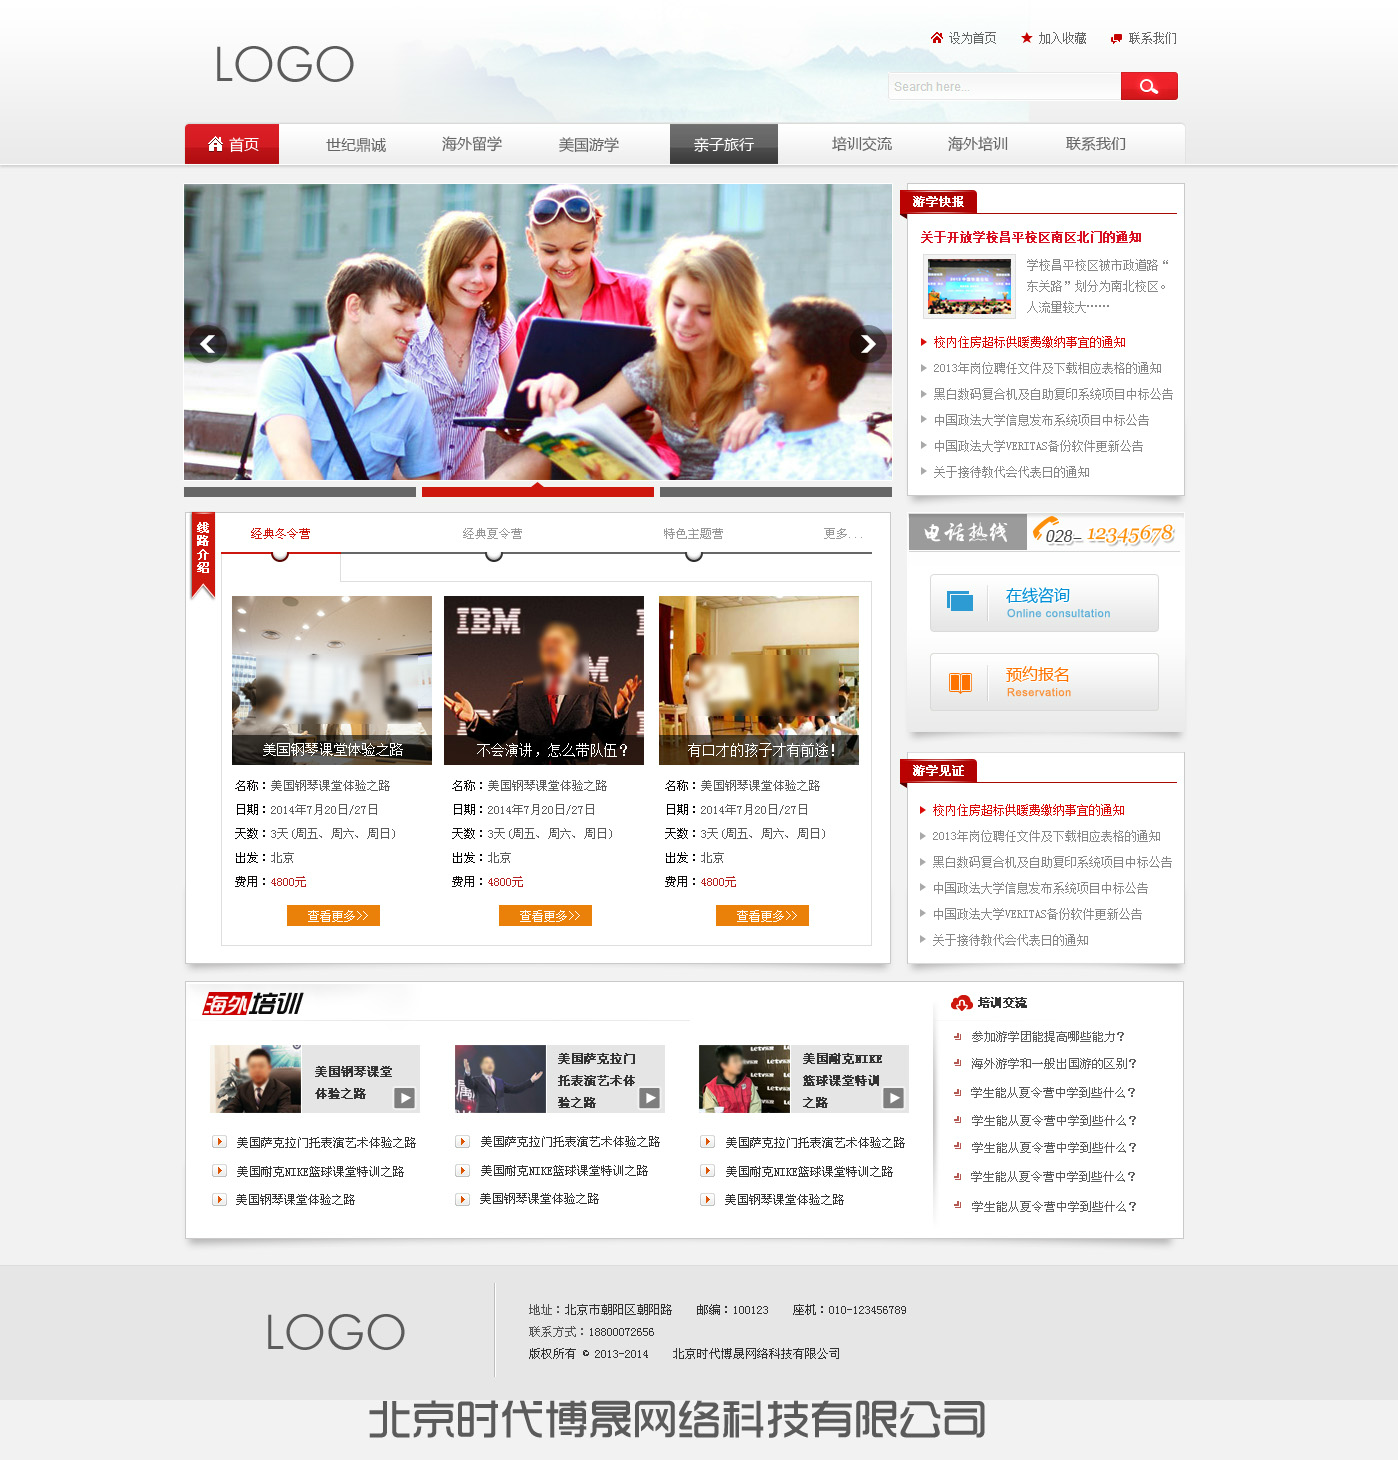 LOGO
设为首页
加入收藏
联系我们
Search here...
首页
世纪鼎诚
海外留学
美国游学
亲子旅行
培训交流
海外培训
联系我们
游学快报
关于开放学校昌平校区南区北门的通知
学校昌平校区被市政道路“
东关路”划分为南北校区。
人流量较大……
校内住房超标供暖费缴纳事宜的通知
2013年岗位聘任文件及下载相应表格的通知
黑白数码复合机及自助复印系统项目中标公告
中国政法大学信息发布系统项目中标公告
中国政法大学VERITAS备份软件更新公告
关于接待教代会代表日的通知
线路介绍
经典冬令营
经典夏令营
特色主题营
更多...
IBM
美国钢琴课堂体验之路
不会演讲，怎么带队伍？
有口才的孩子才有前途！
名称：美国钢琴课堂体验之路
日期：2014年7月20日/27日
天数：3天(周五、周六、周日)
出发：北京
费用：4800元
查看更多>>
名称：美国钢琴课堂体验之路
日期：2014年7月20日/27日
天数：3天(周五、周六、周日)
出发：北京
费用：4800元
查看更多>>
名称：美国钢琴课堂体验之路
日期：2014年7月20日/27日
天数：3天(周五、周六、周日)
出发：北京
费用：4800元
查看更多>>
电话热线
028–12345678
在线咨询
Online consultation
预约报名
Reservation
游学见证
校内住房超标供暖费缴纳事宜的通知
2013年岗位聘任文件及下载相应表格的通知
黑白数码复合机及自助复印系统项目中标公告
中国政法大学信息发布系统项目中标公告
中国政法大学VERITAS备份软件更新公告
关于接待教代会代表日的通知
海外培训
美国钢琴课堂
体验之路
美国萨克拉门托表演艺术体验之路
美国耐克NIKE篮球课堂特训之路
美国钢琴课堂体验之路
美国萨克拉门
托表演艺术体
验之路
美国萨克拉门托表演艺术体验之路
美国耐克NIKE篮球课堂特训之路
美国钢琴课堂体验之路
美国耐克NIKE
篮球课堂特训
之路
美国萨克拉门托表演艺术体验之路
美国耐克NIKE篮球课堂特训之路
美国钢琴课堂体验之路
培训交流
参加游学团能提高哪些能力？
海外游学和一般出国游的区别？
学生能从夏令营中学到些什么？
学生能从夏令营中学到些什么？
学生能从夏令营中学到些什么？
学生能从夏令营中学到些什么？
学生能从夏令营中学到些什么？
LOGO
地址：北京市朝阳区朝阳路 邮编：100123 座机：010-123456789
联系方式：18800072656
版权所有 © 2013-2014 北京时代博晟网络科技有限公司
北京时代博晟网络科技有限公司